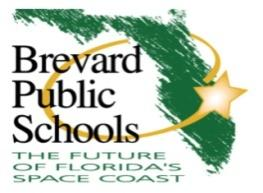 Brevard
Public
Schools
THE FUTURE
OF FLORIDA'S
SPACE COAST